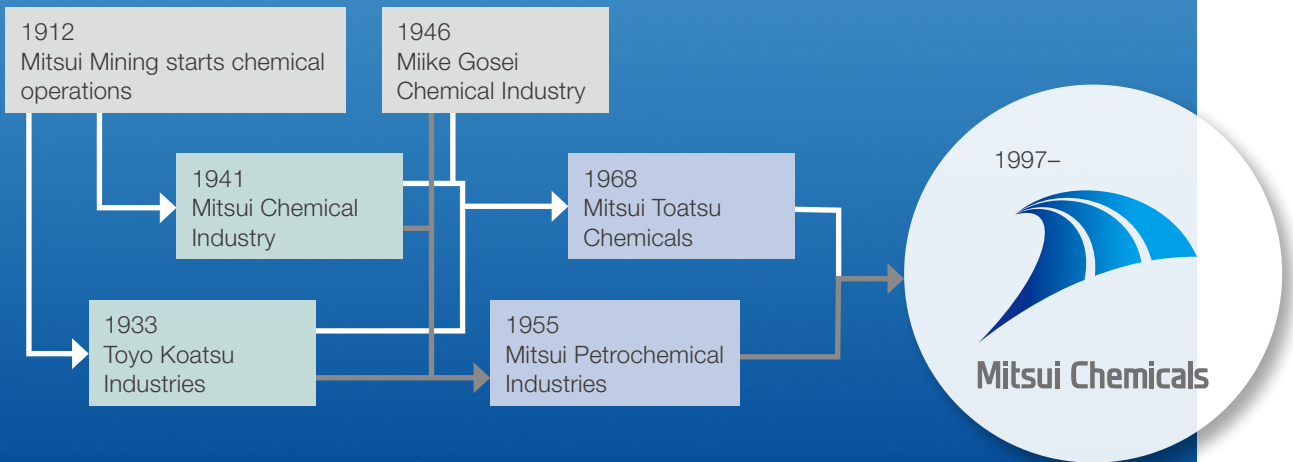 1912
Mitsui Mining starts chemical
operations
1946
Miike Gosei
Chemical Industry
1941
Mitsui Chemical
Industry
1968
Mitsui Toatsu
Chemicals
1933
Toyo Koatsu
Industries
1955
Mitsui Petrochemical
Industries
1997–
Mitsui Chemicals